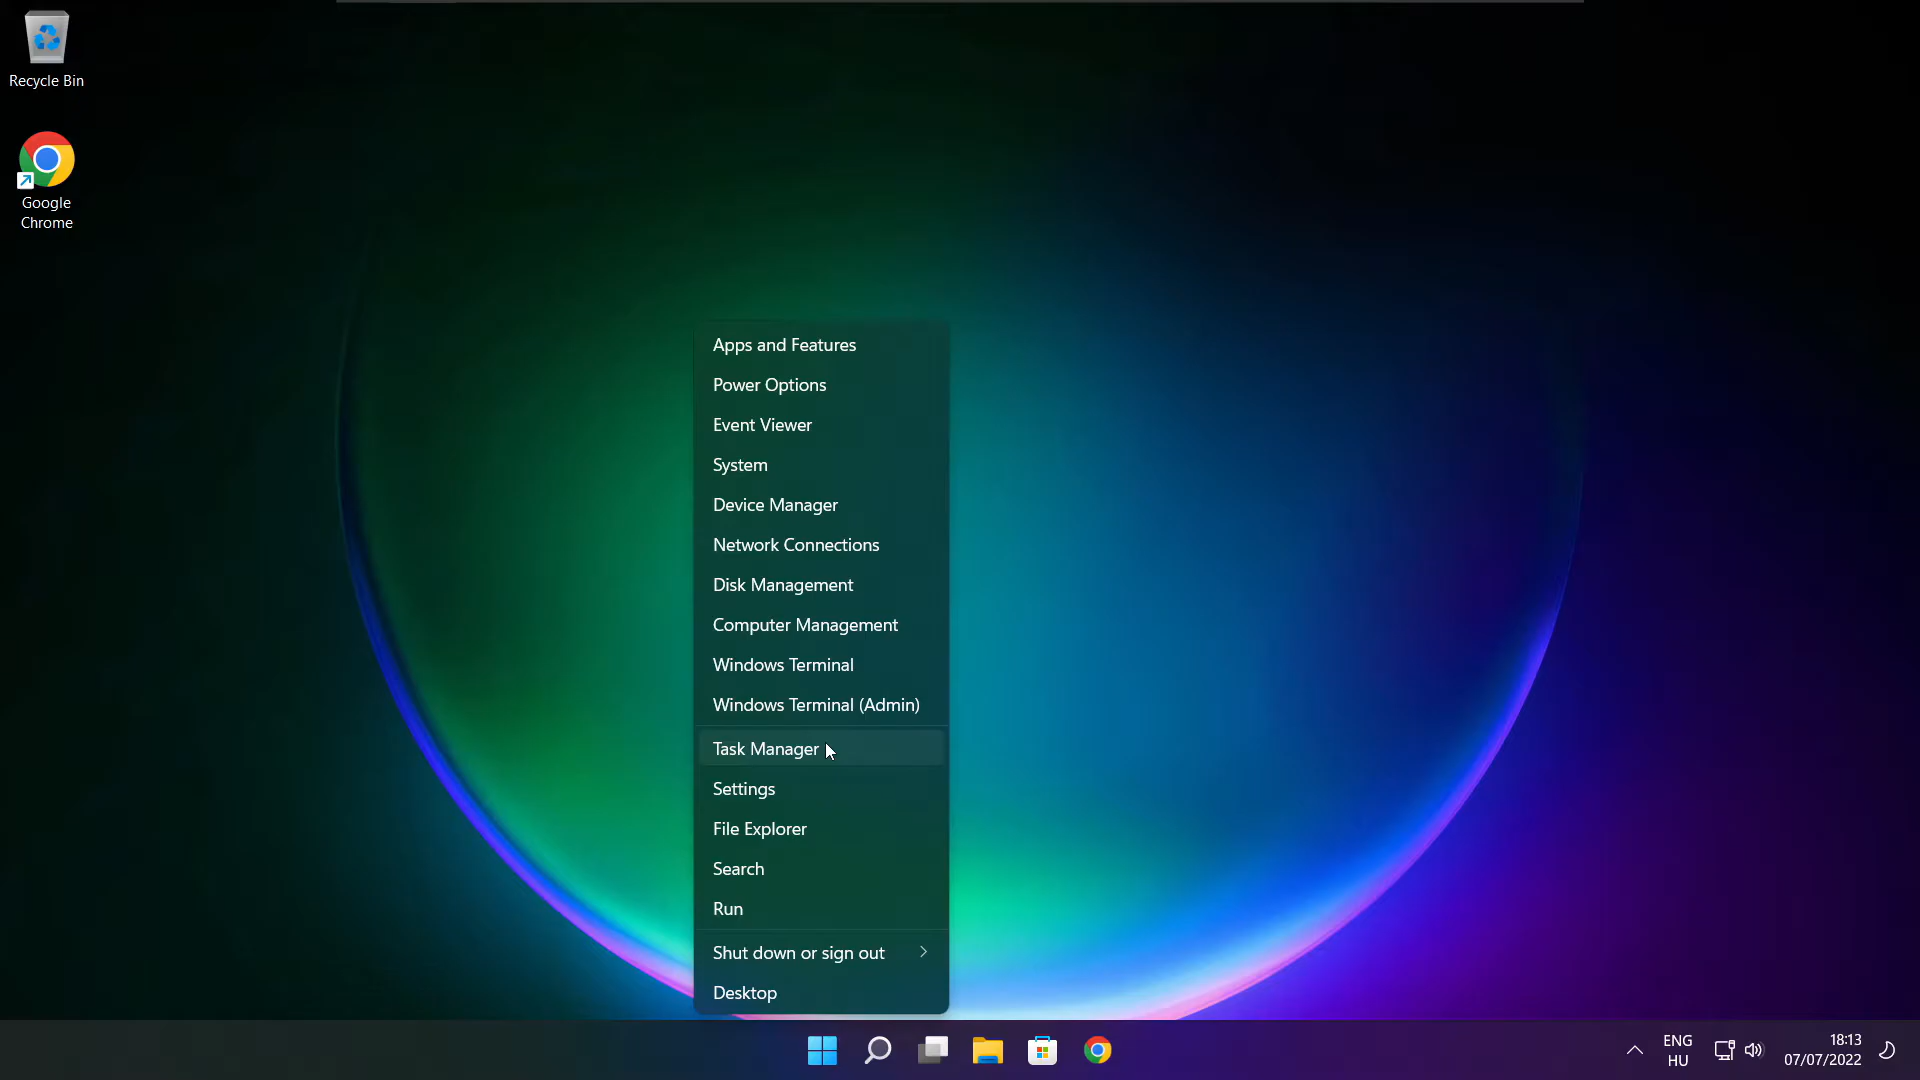 Recycle Bin
Google
Chrome
Apps and Features
Power Options
Event Viewer
System
Device Manager
Network Connections
Disk Management
Computer Management
Windows Terminal
Windows Terminal (Admin)
Task Manager
Settings
File Explorer
Search
Run
Shut down or sign out
Desktop
ENG
HU
18:13
07/07/2022